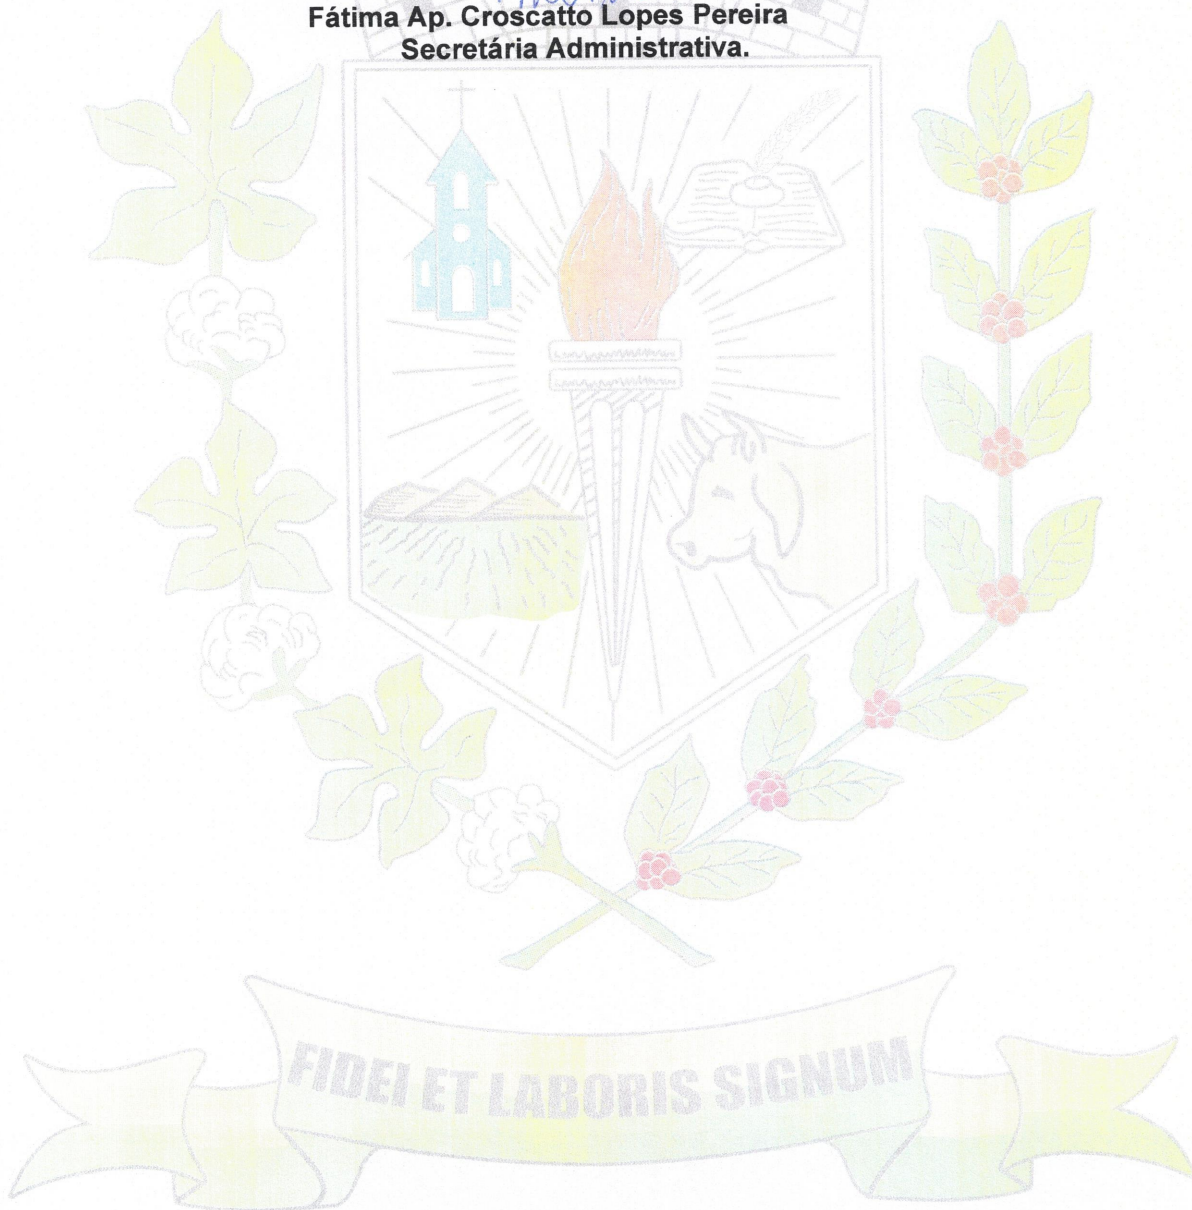 Fátima Ap. Croscatto Lopes Pereira
Secretária Administrativa.
FIDEI ET LABORIS SIGNUM